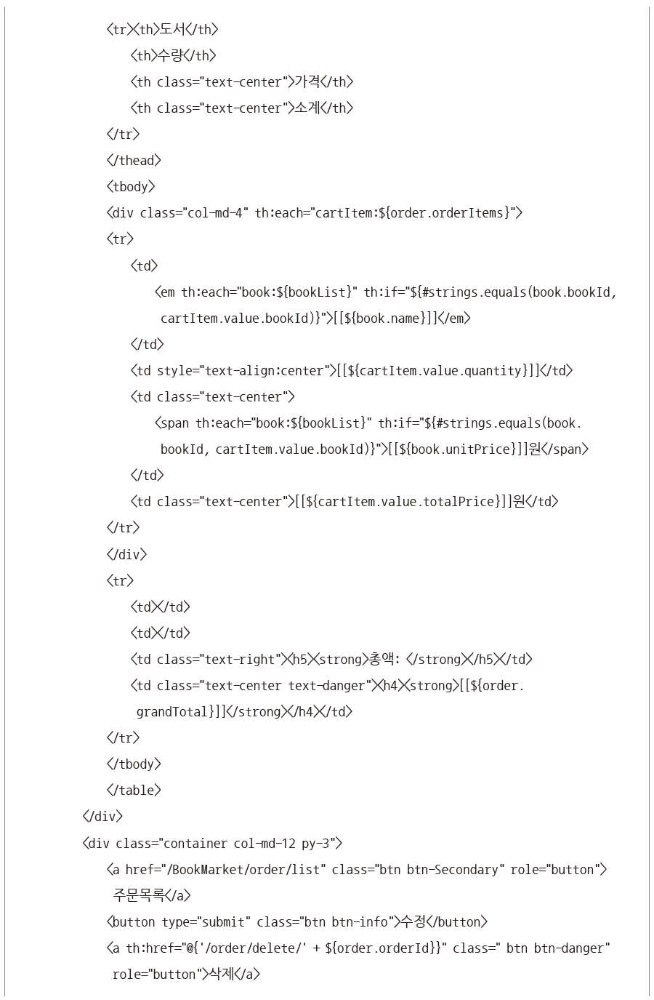 <tr><th>도서</th>
<th>수량</th>
<th class="text-center">가격</th>
<th class="text-center">소계</th>
</tr>
</thead>
<tbody>
<div class="col-md-4" th:each="cartItem:${order.orderItems}">
<tr>
<td>
<em th:each="book:${bookList}" th:if="${#strings.equals(book.bookId,
cartItem.value.bookId)}">[[${book.name}]]</em>
</td>
<td style="text-align:center">[[${cartItem.value.quantity}]]</td>
<td class="text-center">
<span th:each="book:${bookList}" th:if="${#strings.equals(book.
bookId, cartItem.value.bookId)}">[[${book.unitPrice}]]원</span>
</td>
<td class="text-center">[[${cartItem.value.totalPrice}]]원</td>
</tr>
</div>
<tr>
<td></td>
<td></td>
<td class="text-right"><h5><strong>총액: </strong></h5></td>
<td class="text-center text-danger"><h4><strong>[[${order.
grandTotal}]]</strong></h4></td>
</tr>
</tbody>
</table>
</div>
<div class="container col-md-12 py-3">
<a href="/BookMarket/order/list" class="btn btn-Secondary" role="button">
주문목록</a>
<button type="submit" class="btn btn-info">수정</button>
<a th:href="@{'/order/delete/' + ${order.orderId}}" class=" btn btn-danger"
role="button">삭제</a>